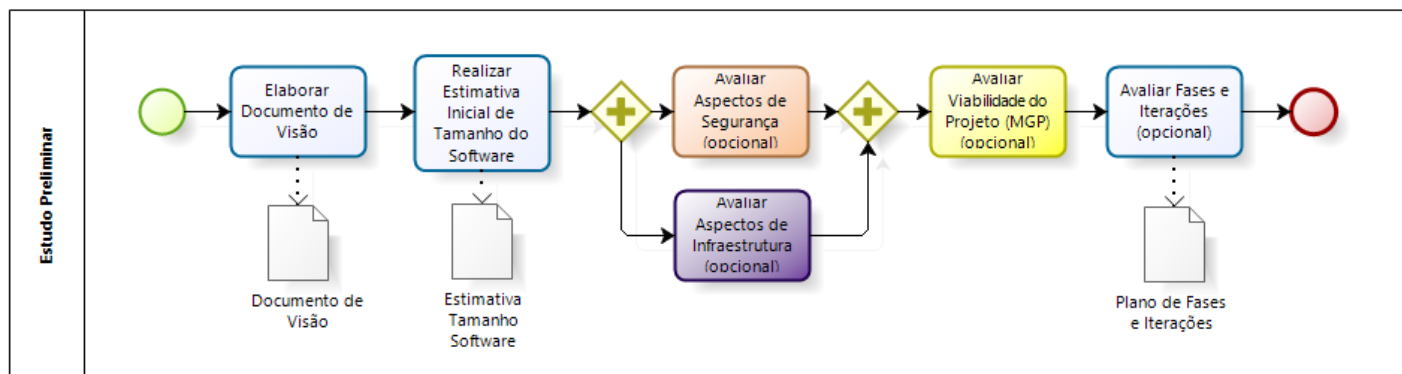 Estudo Preliminar
Elaborar
Documento de
Visão
Realizar
Estimativa
Inicial de
Tamanho do
Software
Avaliar
Aspectos de
Segurança
(opcional)
Avaliar
Aspectos de
Infraestrutura
(opcional)
Avaliar
Viabilidade do
Projeto (MGP)
(opcional)
Avaliar Fases e
Iterações
(opcional)
Documento de
Visão
Estimativa
Tamanho
Software
Plano de Fases
e Iterações